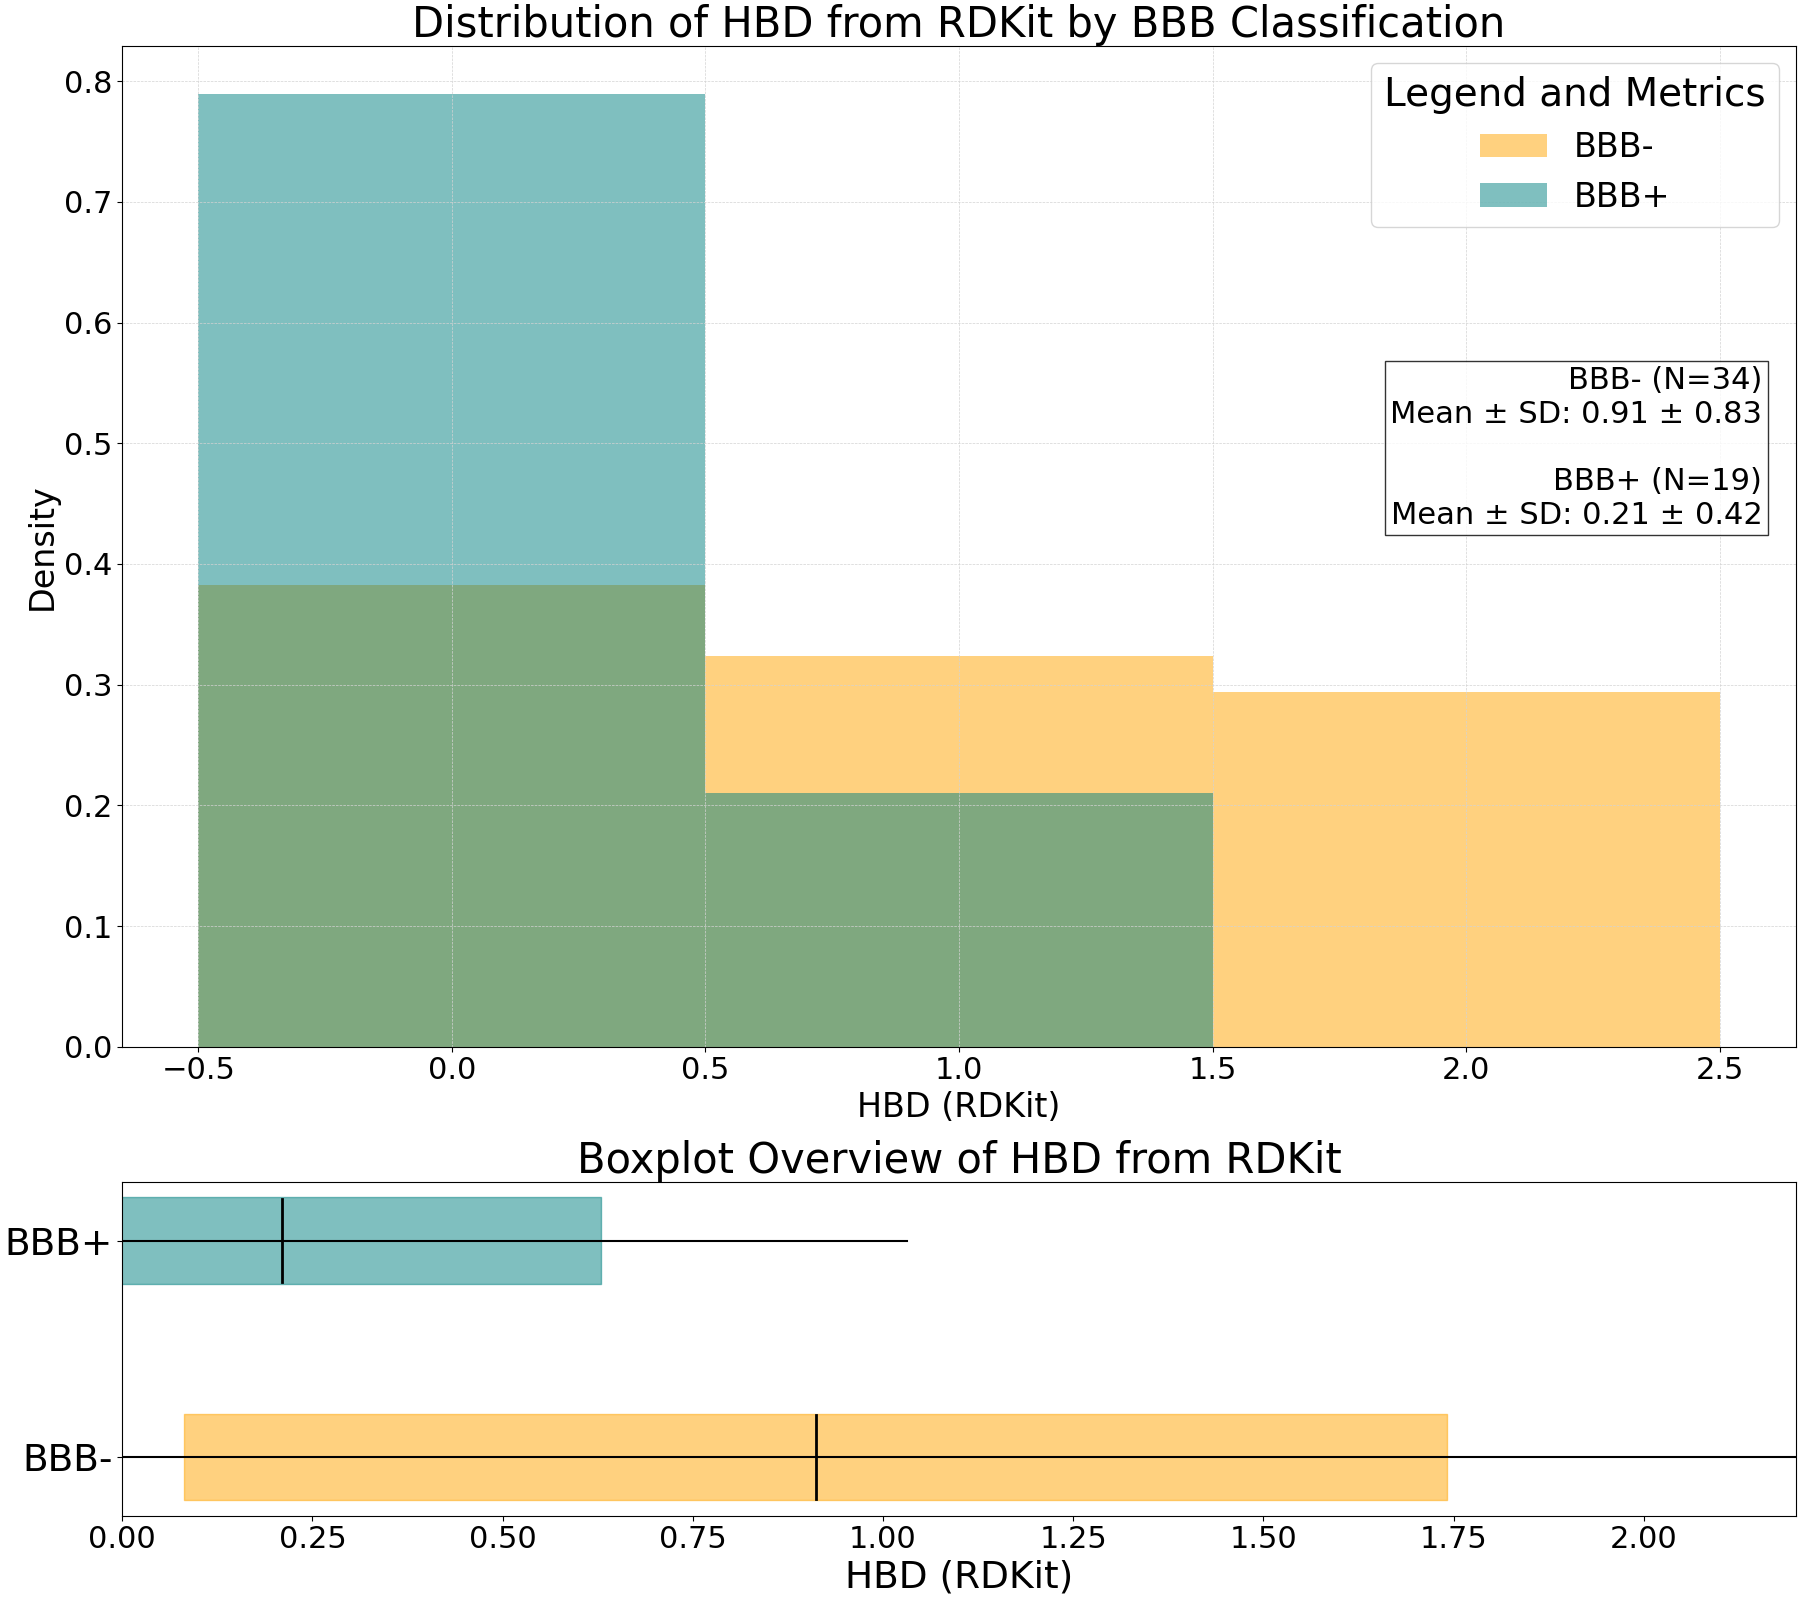 Distribution of HBD from RDKit by BBB Classification
Legend and Metrics
BBB-
BBB+
BBB- (N=34)
Mean ± SD: 0.91 ± 0.83
BBB+ (N=19)
Mean ± SD: 0.21 ± 0.42
Density
0.8
0.7
0.6
0.5
0.4
0.3
0.2
0.1
0.0
−0.5 0.0 0.5 1.0 1.5 2.0 2.5
HBD (RDKit)
Boxplot Overview of HBD from RDKit
BBB+
BBB-
0.00 0.25 0.50 0.75 1.00 1.25 1.50 1.75 2.00
HBD (RDKit)